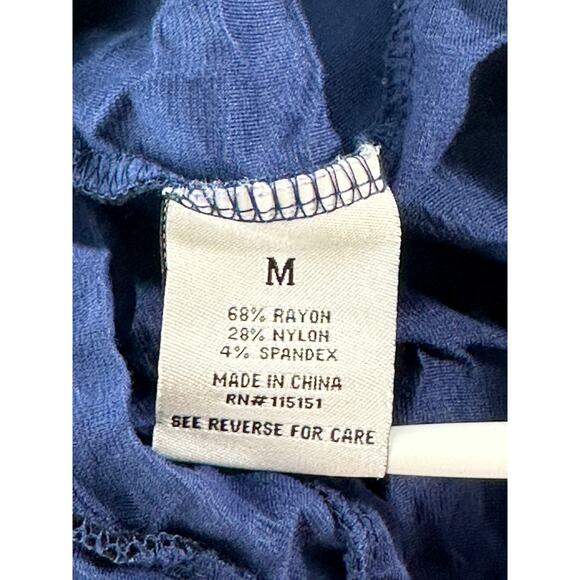 M
68% RAYON
28% NYLON
4% SPANDEX
MADE IN CHINA
RN#115151
SEE REVERSE FOR CARE